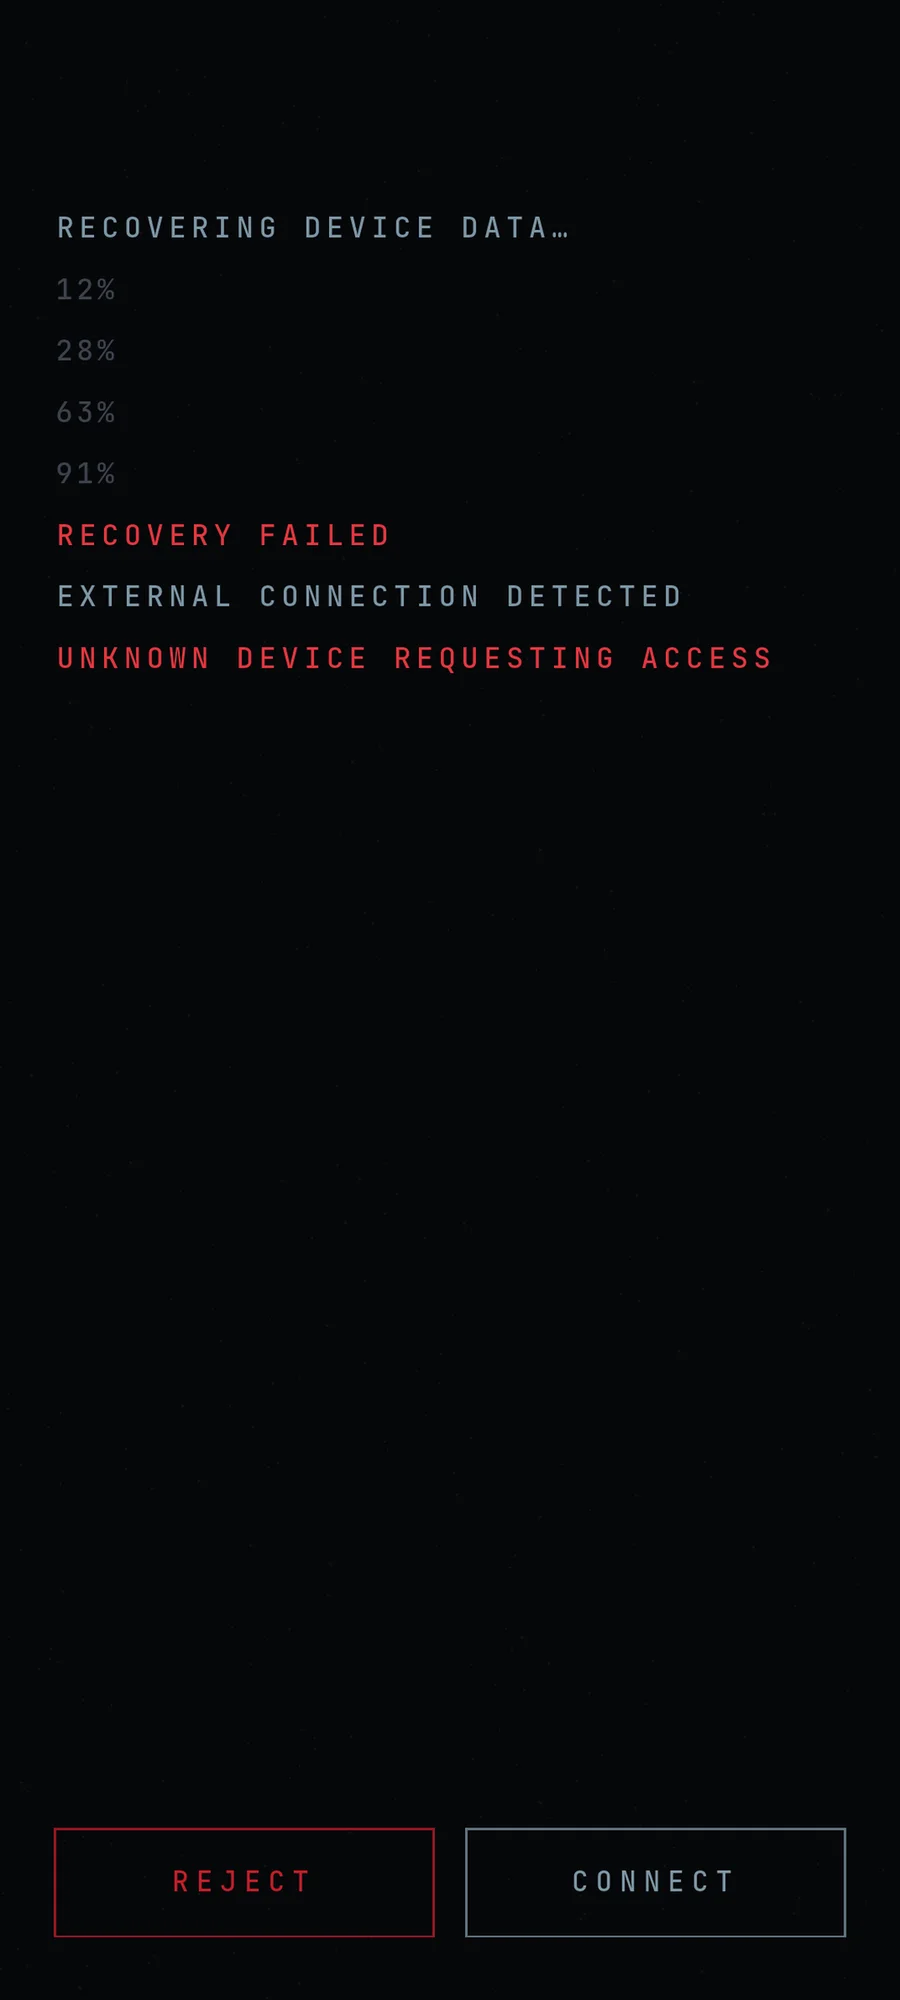 RECOVERING DEVICE DATA…
12%
28%
63%
91%
RECOVERY FAILED
EXTERNAL CONNECTION DETECTED
UNKNOWN DEVICE REQUESTING ACCESS
REJECT
CONNECT